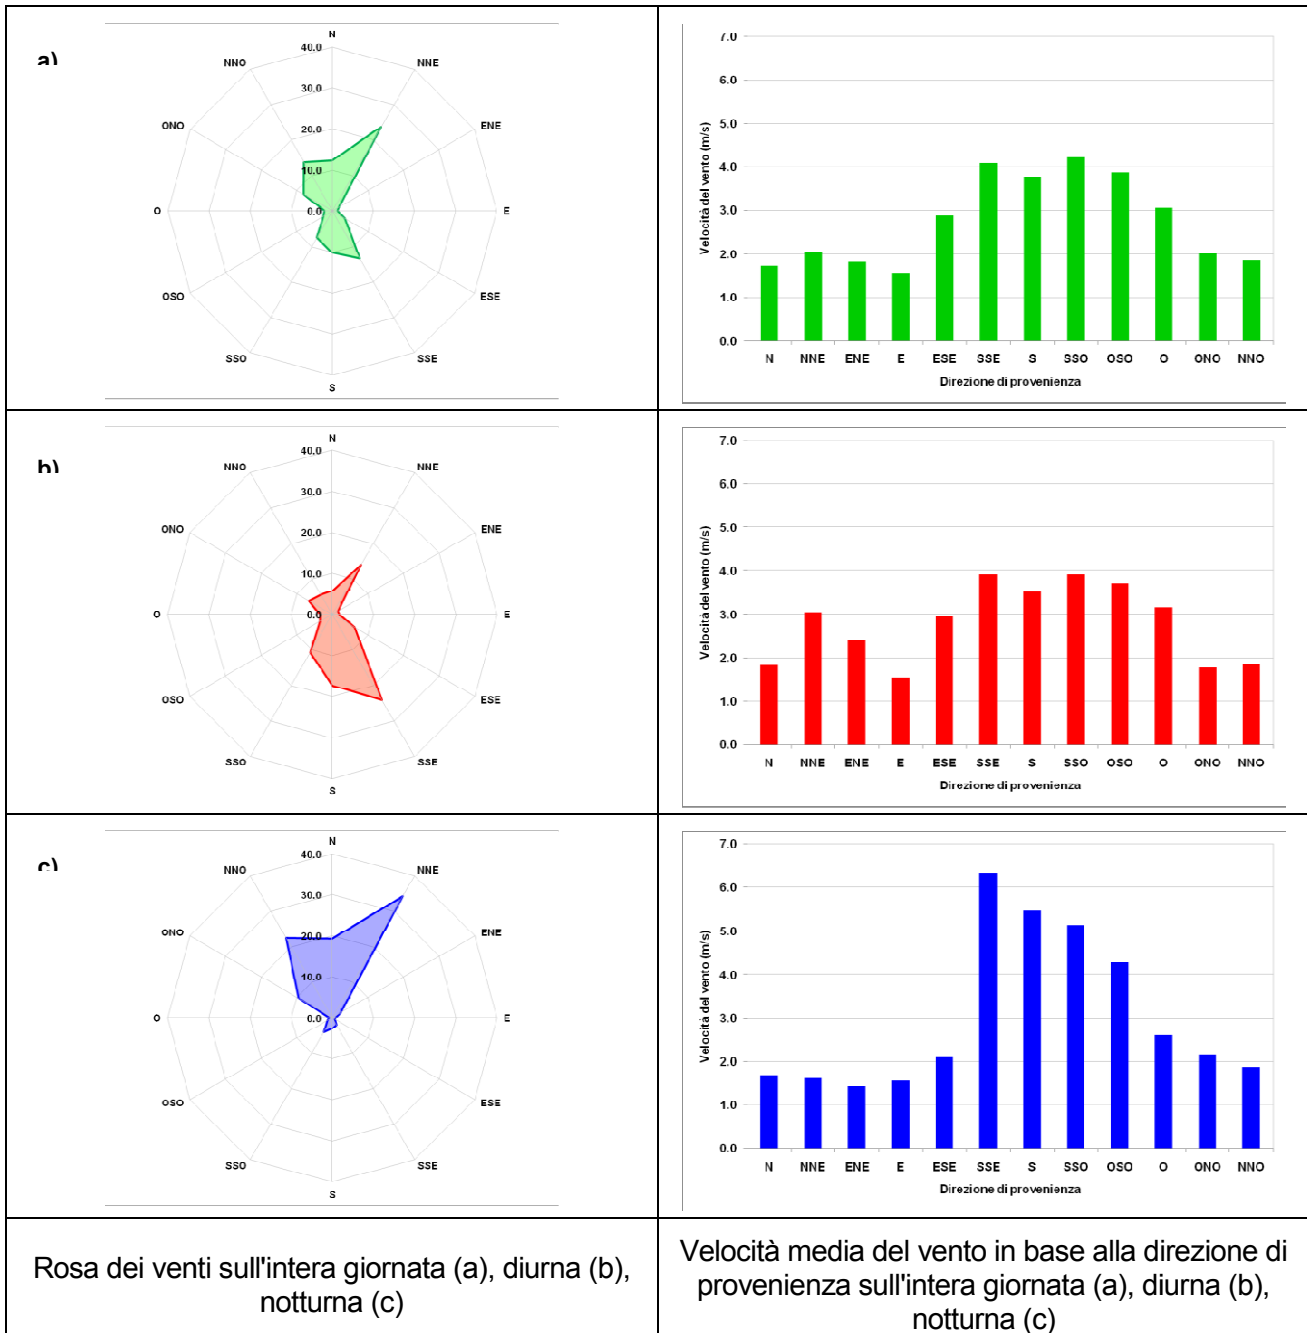 a)
N
NNE
ENE
E
ESE
SSE
S
SSO
OSO
O
ONO
NNO
40.0
30.0
20.0
10.0
0.0
7.0
6.0
5.0
4.0
3.0
2.0
1.0
0.0
Velocità del vento (m/s)
N NNE ENE E ESE SSE S SSO OSO O ONO NNO
Direzione di provenienza
b)
N
NNE
ENE
E
ESE
SSE
S
SSO
OSO
O
ONO
NNO
40.0
30.0
20.0
10.0
0.0
7.0
6.0
5.0
4.0
3.0
2.0
1.0
0.0
Velocità del vento (m/s)
N NNE ENE E ESE SSE S SSO OSO O ONO NNO
Direzione di provenienza
c)
N
NNE
ENE
E
ESE
SSE
S
SSO
OSO
O
ONO
NNO
40.0
30.0
20.0
10.0
0.0
7.0
6.0
5.0
4.0
3.0
2.0
1.0
0.0
Velocità del vento (m/s)
N NNE ENE E ESE SSE S SSO OSO O ONO NNO
Direzione di provenienza
Rosa dei venti sull'intera giornata (a), diurna (b),
notturna (c)
Velocità media del vento in base alla direzione di
provenienza sull'intera giornata (a), diurna (b),
notturna (c)